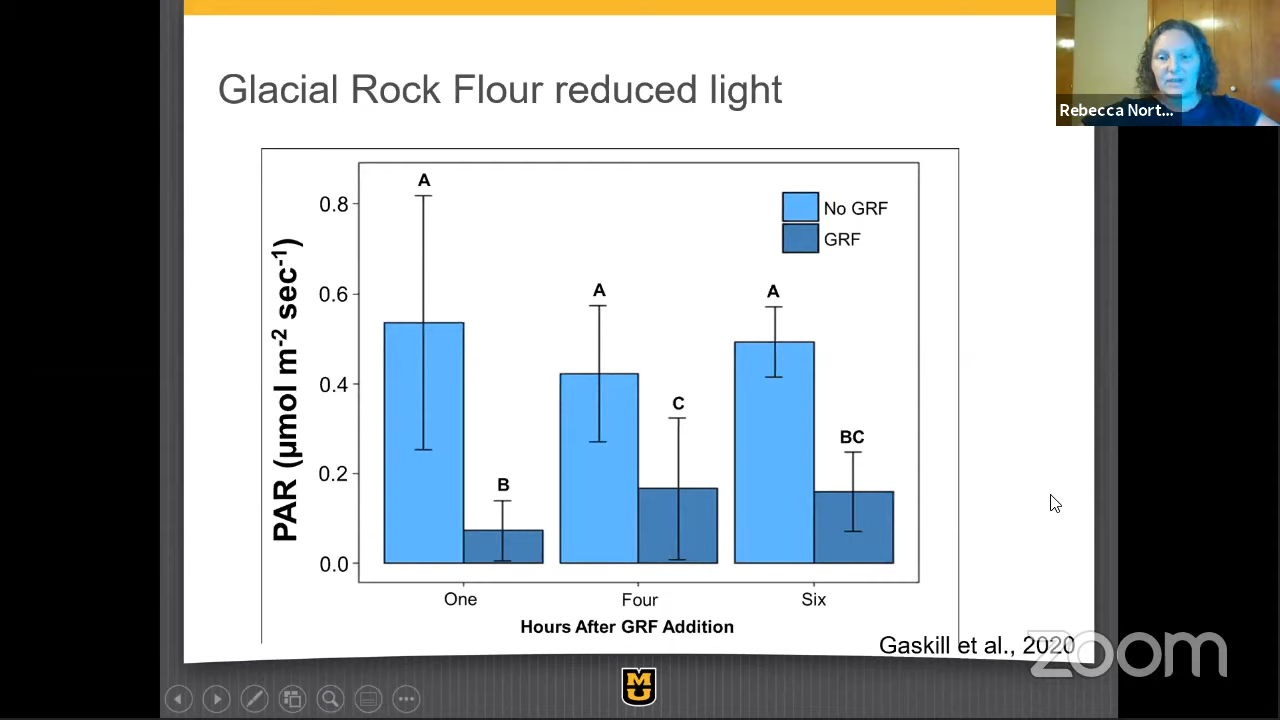 Glacial Rock Flour reduced light
Rebecca Nort...
A
A
A
B
C
BC
No GRF
GRF
0.8
0.6
0.4
0.2
0.0
PAR (µmol m-2 sec-1)
One
Four
Six
Hours After GRF Addition
Gaskill et al., 2020
zoom
MU